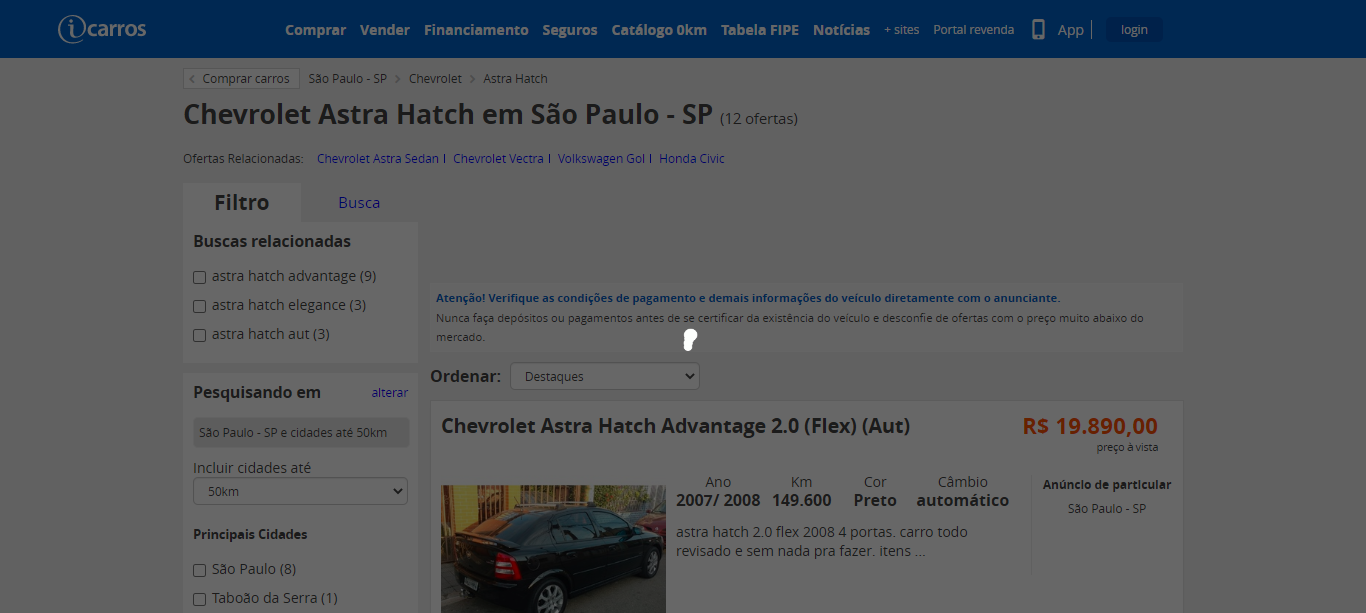 icarros
Comprar Vender Financiamento Seguros Catálogo 0km Tabela FIPE Notícias + sites Portal revenda App login
Comprar carros São Paulo - SP Chevrolet Astra Hatch
Chevrolet Astra Hatch em São Paulo - SP (12 ofertas)
Ofertas Relacionadas: Chevrolet Astra Sedan | Chevrolet Vectra | Volkswagen Gol | Honda Civic
Filtro Busca
Buscas relacionadas
astra hatch advantage (9)
astra hatch elegance (3)
astra hatch aut (3)
Pesquisando em alterar
São Paulo - SP e cidades até 50km
Incluir cidades até
50km
Principais Cidades
São Paulo (8)
Taboão da Serra (1)
Atenção! Verifique as condições de pagamento e demais informações do veículo diretamente com o anunciante.
Nunca faça depósitos ou pagamentos antes de se certificar da existência do veículo e desconfie de ofertas com o preço muito abaixo do
mercado.
Ordenar: Destaques
Chevrolet Astra Hatch Advantage 2.0 (Flex) (Aut)
R$ 19.890,00
preço à vista
Ano Km Cor Câmbio
2007/ 2008 149.600 Preto automático
astra hatch 2.0 flex 2008 4 portas. carro todo
revisado e sem nada pra fazer. itens ...
Anúncio de particular
São Paulo - SP